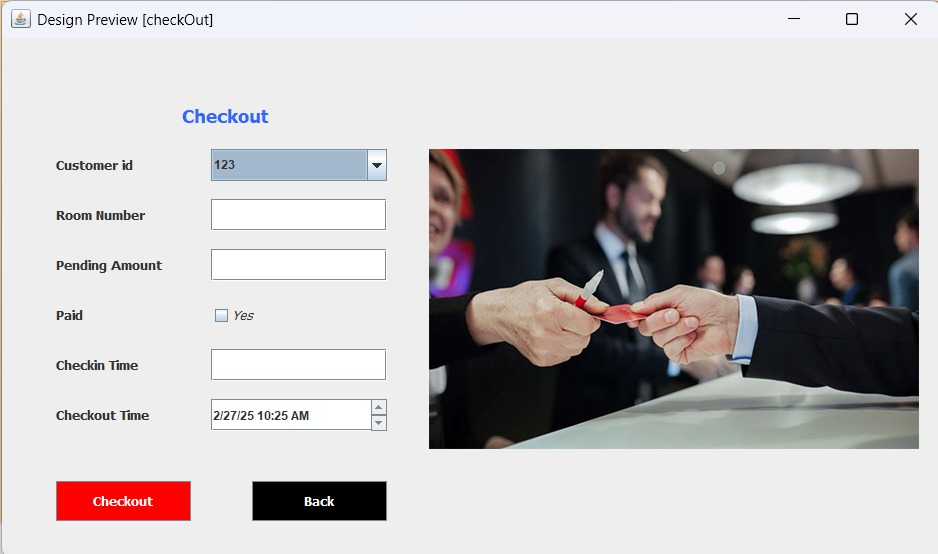 Design Preview [checkOut]
Checkout
Customer id 123
Room Number
Pending Amount
Paid Yes
Checkin Time
Checkout Time 2/27/25 10:25 AM
Checkout Back